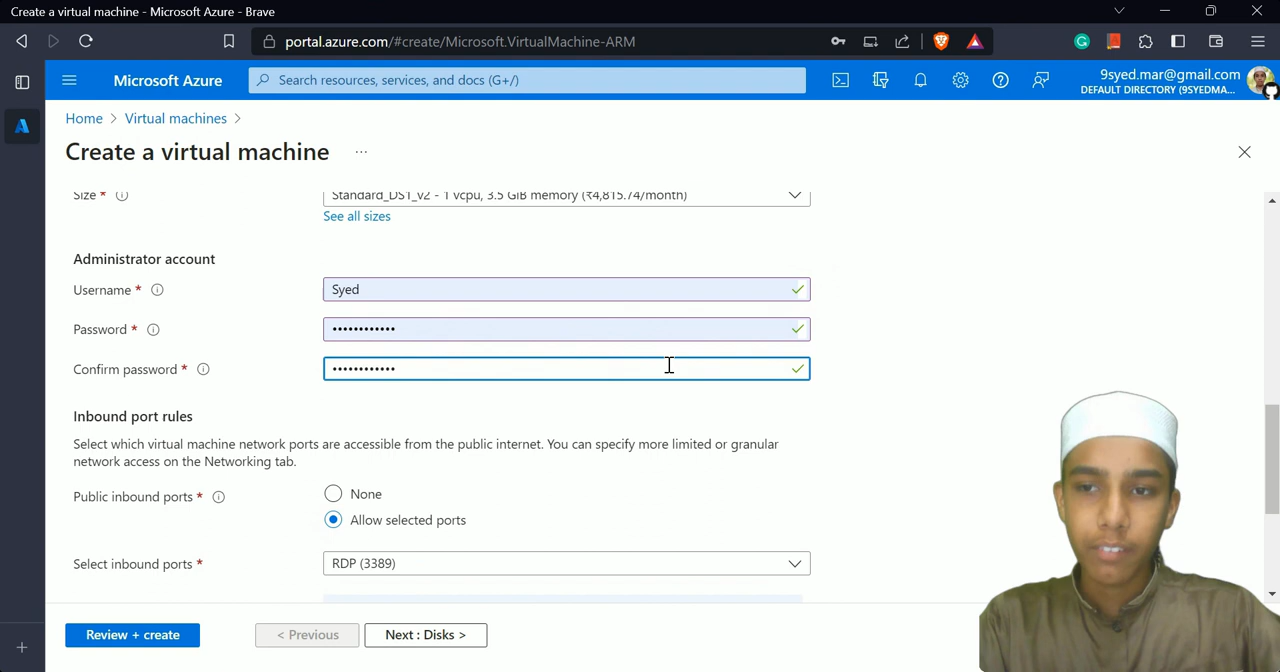 Create a virtual machine - Microsoft Azure - Brave
portal.azure.com/#create/Microsoft.VirtualMachine-ARM
Microsoft Azure
Search resources, services, and docs (G+/)
9syed.mar@gmail.com
DEFAULT DIRECTORY (9SYEDMA...
Home > Virtual machines >
Create a virtual machine ...
Size *
Standard_DS1_v2 - 1 vcpu, 3.5 GiB memory (₹4,815.74/month)
See all sizes
Administrator account
Username *
Syed
Password *
••••••••••••
Confirm password *
••••••••••••
Inbound port rules
Select which virtual machine network ports are accessible from the public internet. You can specify more limited or granular
network access on the Networking tab.
Public inbound ports *
None
Allow selected ports
Select inbound ports *
RDP (3389)
Review + create
< Previous
Next : Disks >